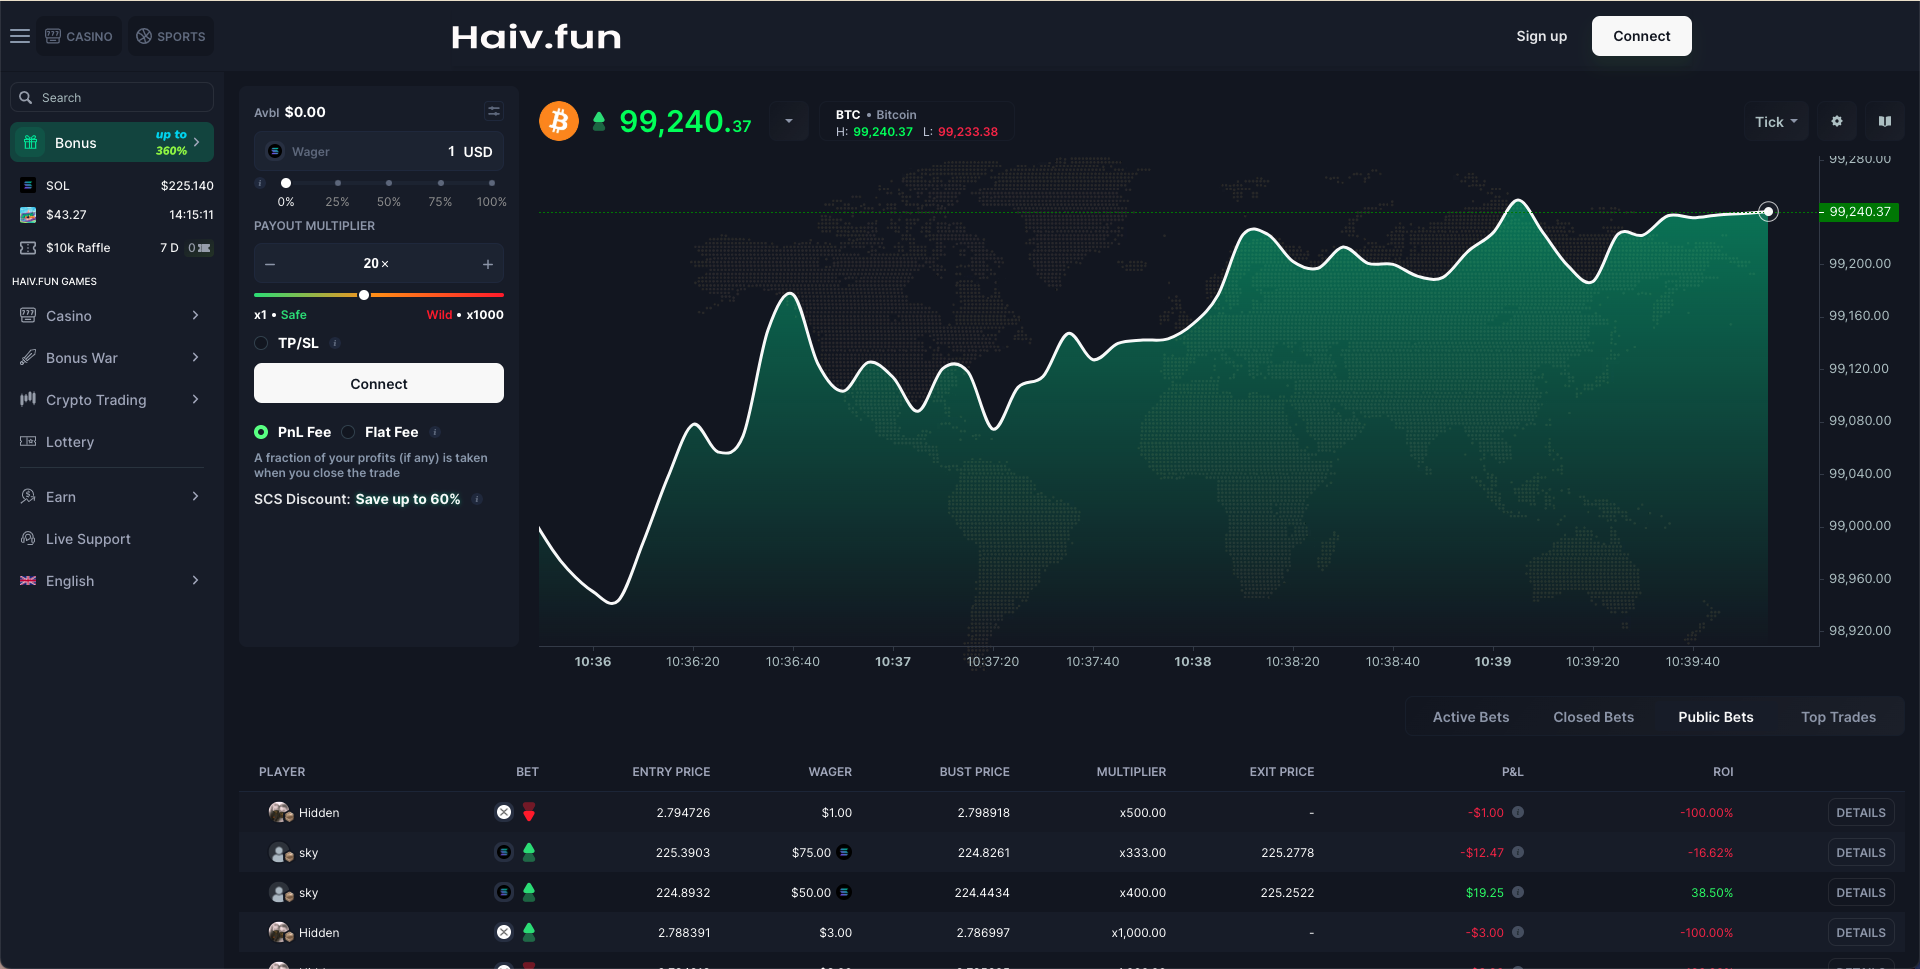 CASINO
SPORTS
Haiv.fun
Sign up
Connect
Search
Bonus
up to
360%
SOL $225.140
$43.27 14:15:11
$10k Raffle 7 D 0
HAIV.FUN GAMES
Casino
Bonus War
Crypto Trading
Lottery
Earn
Live Support
English
Avbl $0.00
Wager 1 USD
0% 25% 50% 75% 100%
PAYOUT MULTIPLIER
− 20× +
x1 • Safe Wild • x1000
TP/SL
Connect
PnL Fee Flat Fee
A fraction of your profits (if any) is taken
when you close the trade
SCS Discount: Save up to 60%
99,240.37
BTC • Bitcoin
H: 99,240.37 L: 99,233.38
Tick
99,280.00
99,240.37
99,200.00
99,160.00
99,120.00
99,080.00
99,040.00
99,000.00
98,960.00
98,920.00
10:36 10:36:20 10:36:40 10:37 10:37:20 10:37:40 10:38 10:38:20 10:38:40 10:39 10:39:20 10:39:40
Active Bets Closed Bets Public Bets Top Trades
PLAYER BET ENTRY PRICE WAGER BUST PRICE MULTIPLIER EXIT PRICE P&L ROI
Hidden 2.794726 $1.00 2.798918 x500.00 - -$1.00 -100.00% DETAILS
sky 225.3903 $75.00 224.8261 x333.00 225.2778 -$12.47 -16.62% DETAILS
sky 224.8932 $50.00 224.4434 x400.00 225.2522 $19.25 38.50% DETAILS
Hidden 2.788391 $3.00 2.786997 x1,000.00 - -$3.00 -100.00% DETAILS